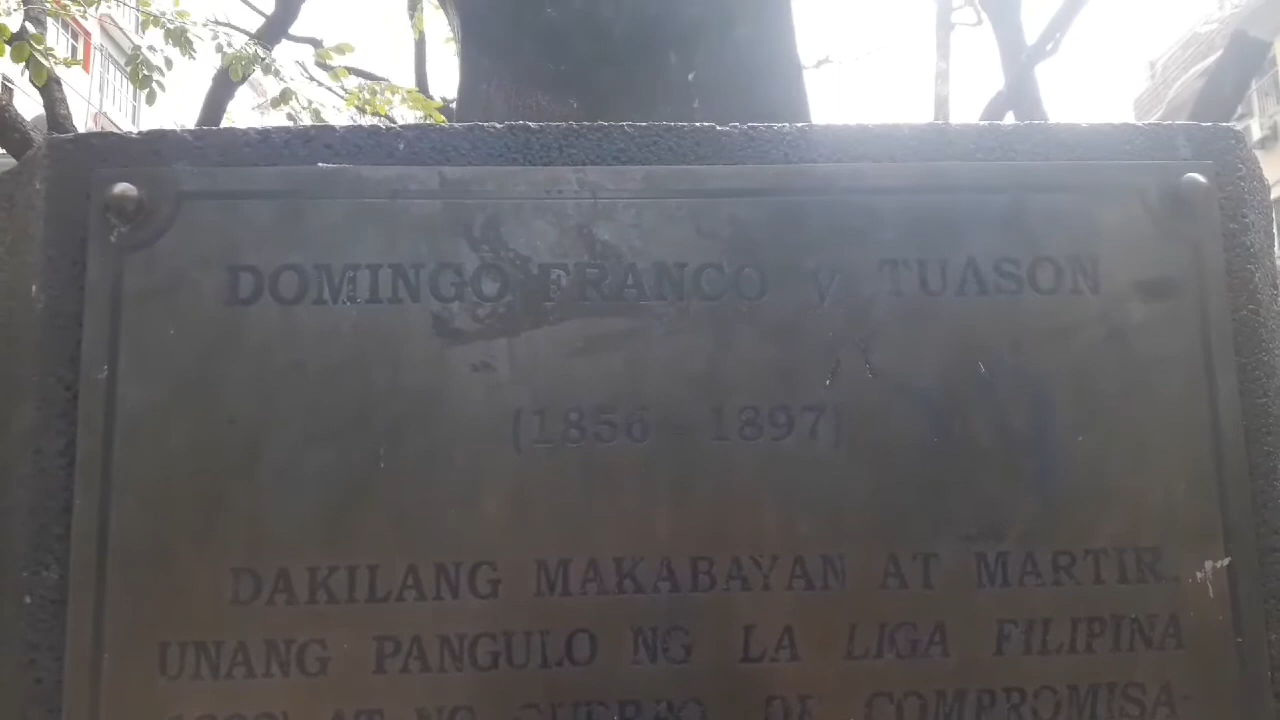 DOMINGO FRANCO y TUASON
(1856 - 1897)
DAKILANG MAKABAYAN AT MARTIR.
UNANG PANGULO NG LA LIGA FILIPINA
AT NG CUERPO DE COMPROMISA-